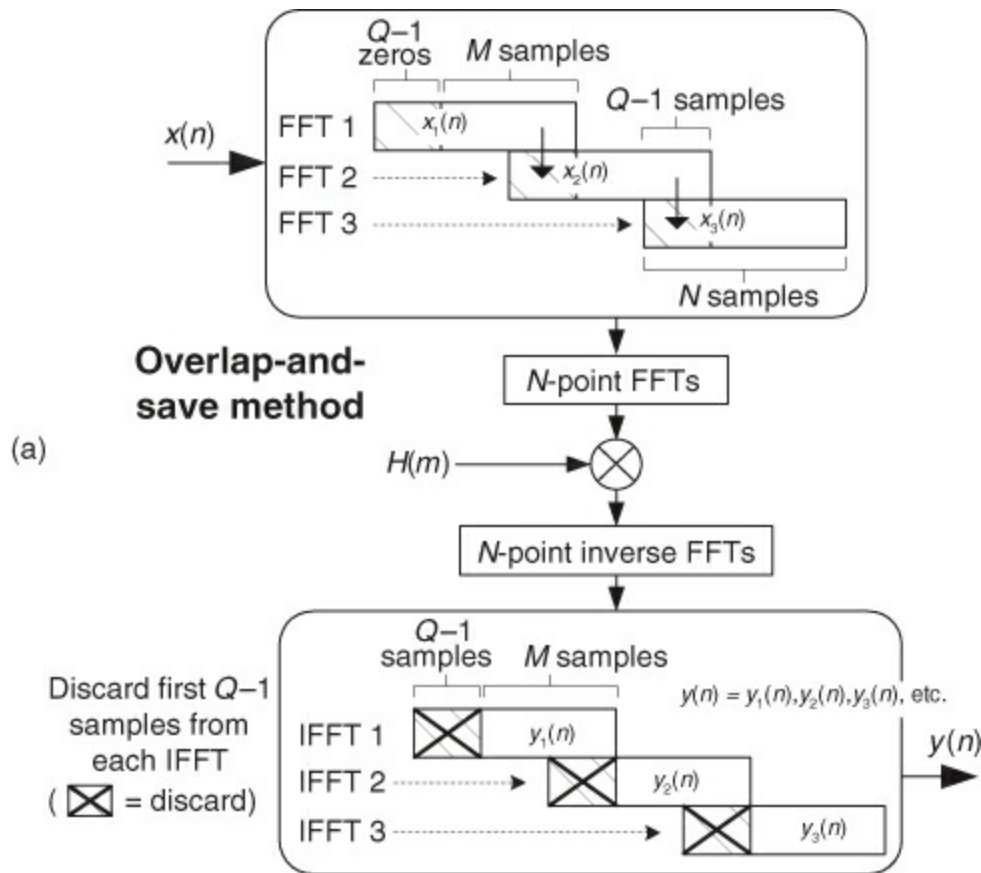 Q–1
zeros
M samples
Q–1 samples
FFT 1
x₁(n)
x(n)
FFT 2
x₂(n)
FFT 3
x₃(n)
N samples
Overlap-and-
save method
N-point FFTs
(a)
H(m)
N-point inverse FFTs
Q–1
samples
M samples
Discard first Q–1
samples from
each IFFT
( = discard)
y(n) = y₁(n),y₂(n),y₃(n), etc.
IFFT 1
y₁(n)
y(n)
IFFT 2
y₂(n)
IFFT 3
y₃(n)